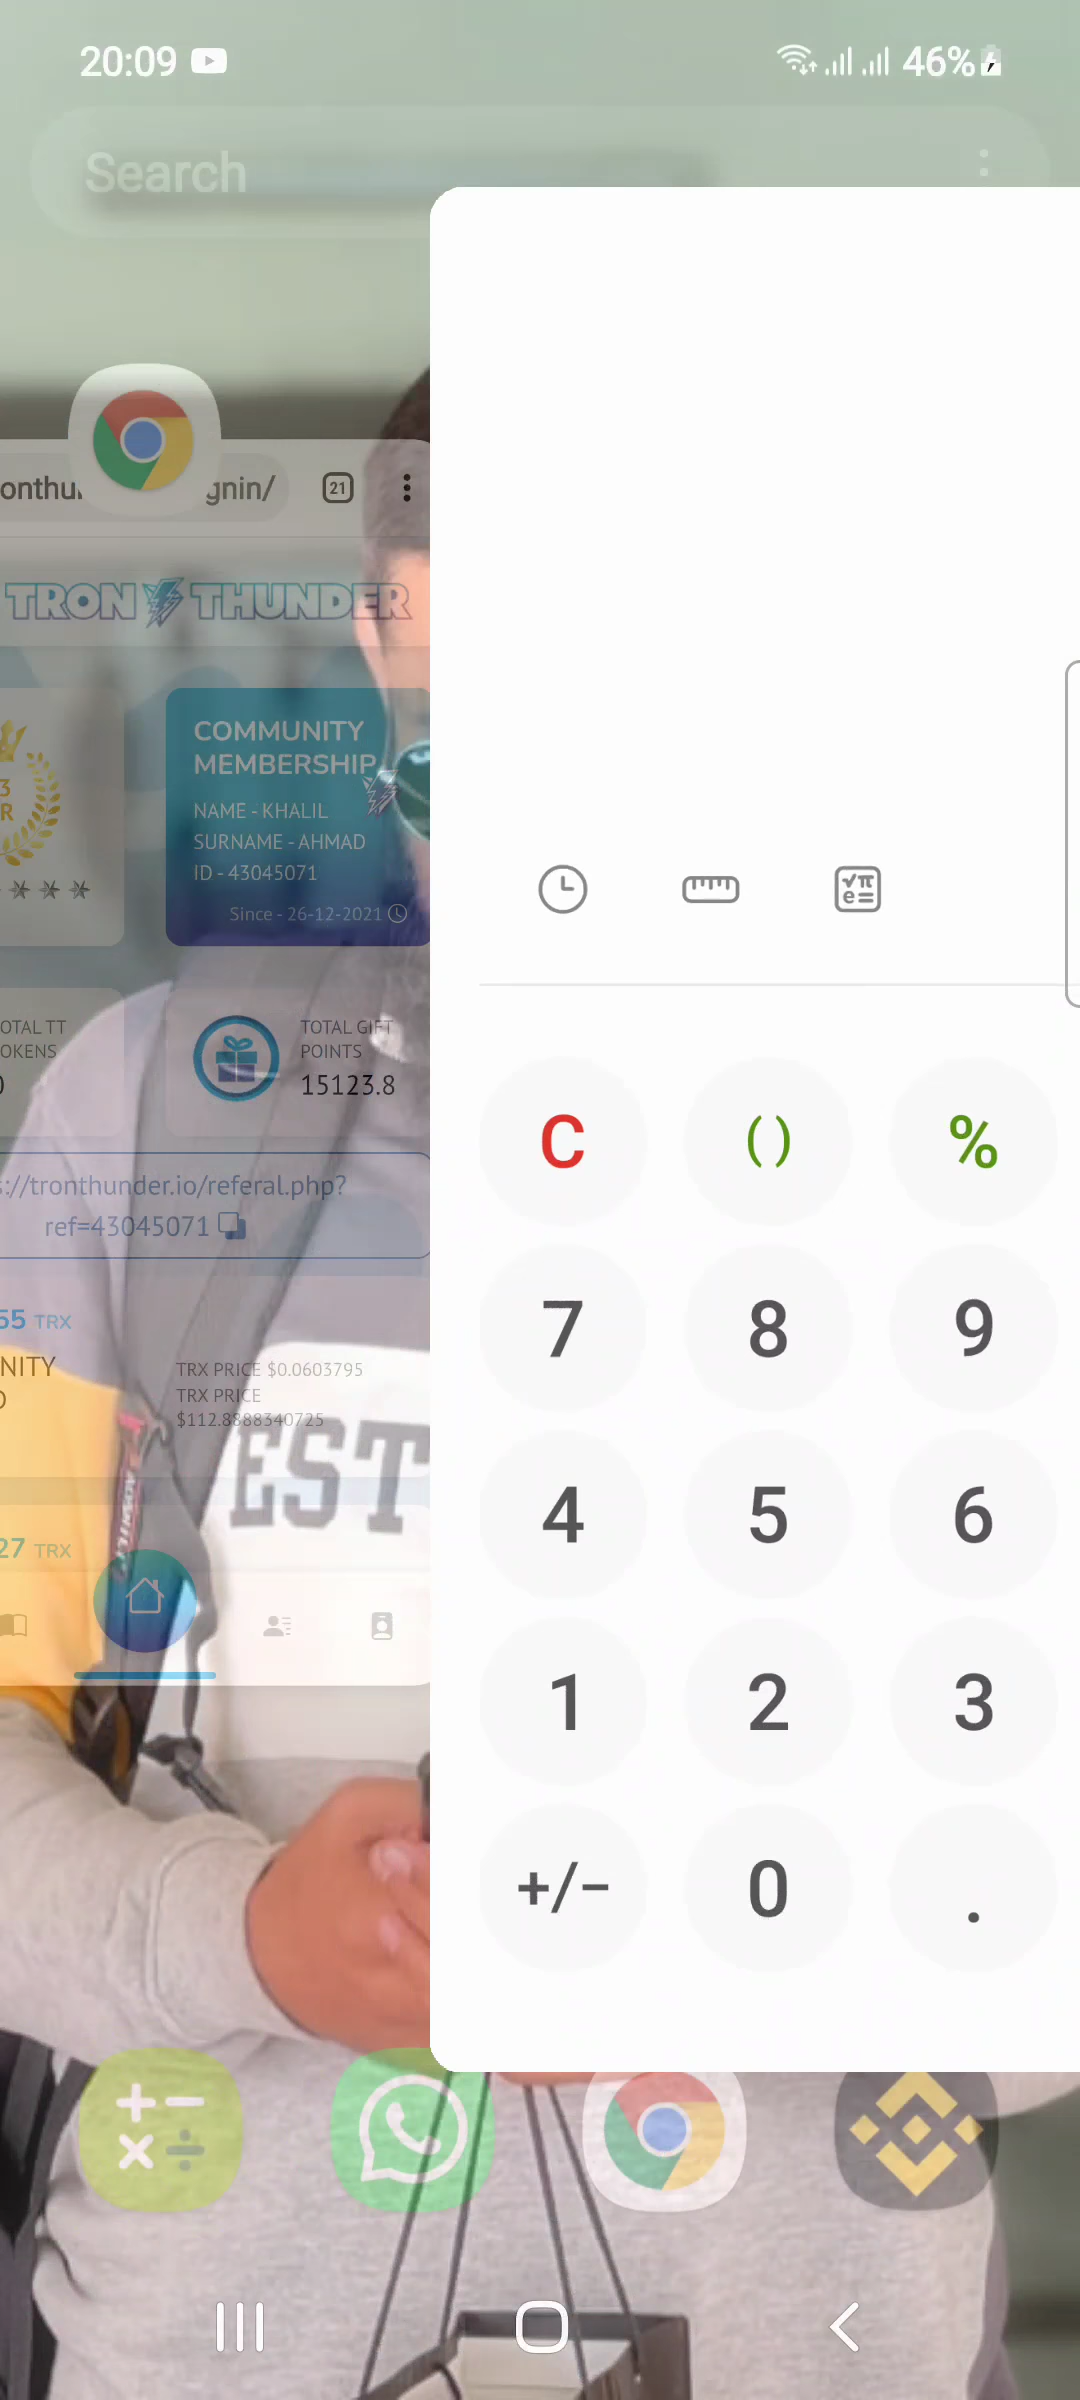 20:09
46%
Search
onthu gnin/
21
TRON THUNDER
3
R
COMMUNITY
MEMBERSHIP
NAME - KHALIL
SURNAME - AHMAD
ID - 43045071
Since - 26-12-2021
OTAL TT
OKENS
0
TOTAL GIFT
POINTS
15123.8
://tronthunder.io/referal.php?
ref=43045071
55 TRX
NITY
D
TRX PRICE $0.0603795
TRX PRICE
$112.8888340725
EST
27 TRX
C
( )
%
7
8
9
4
5
6
1
2
3
+/−
0
.